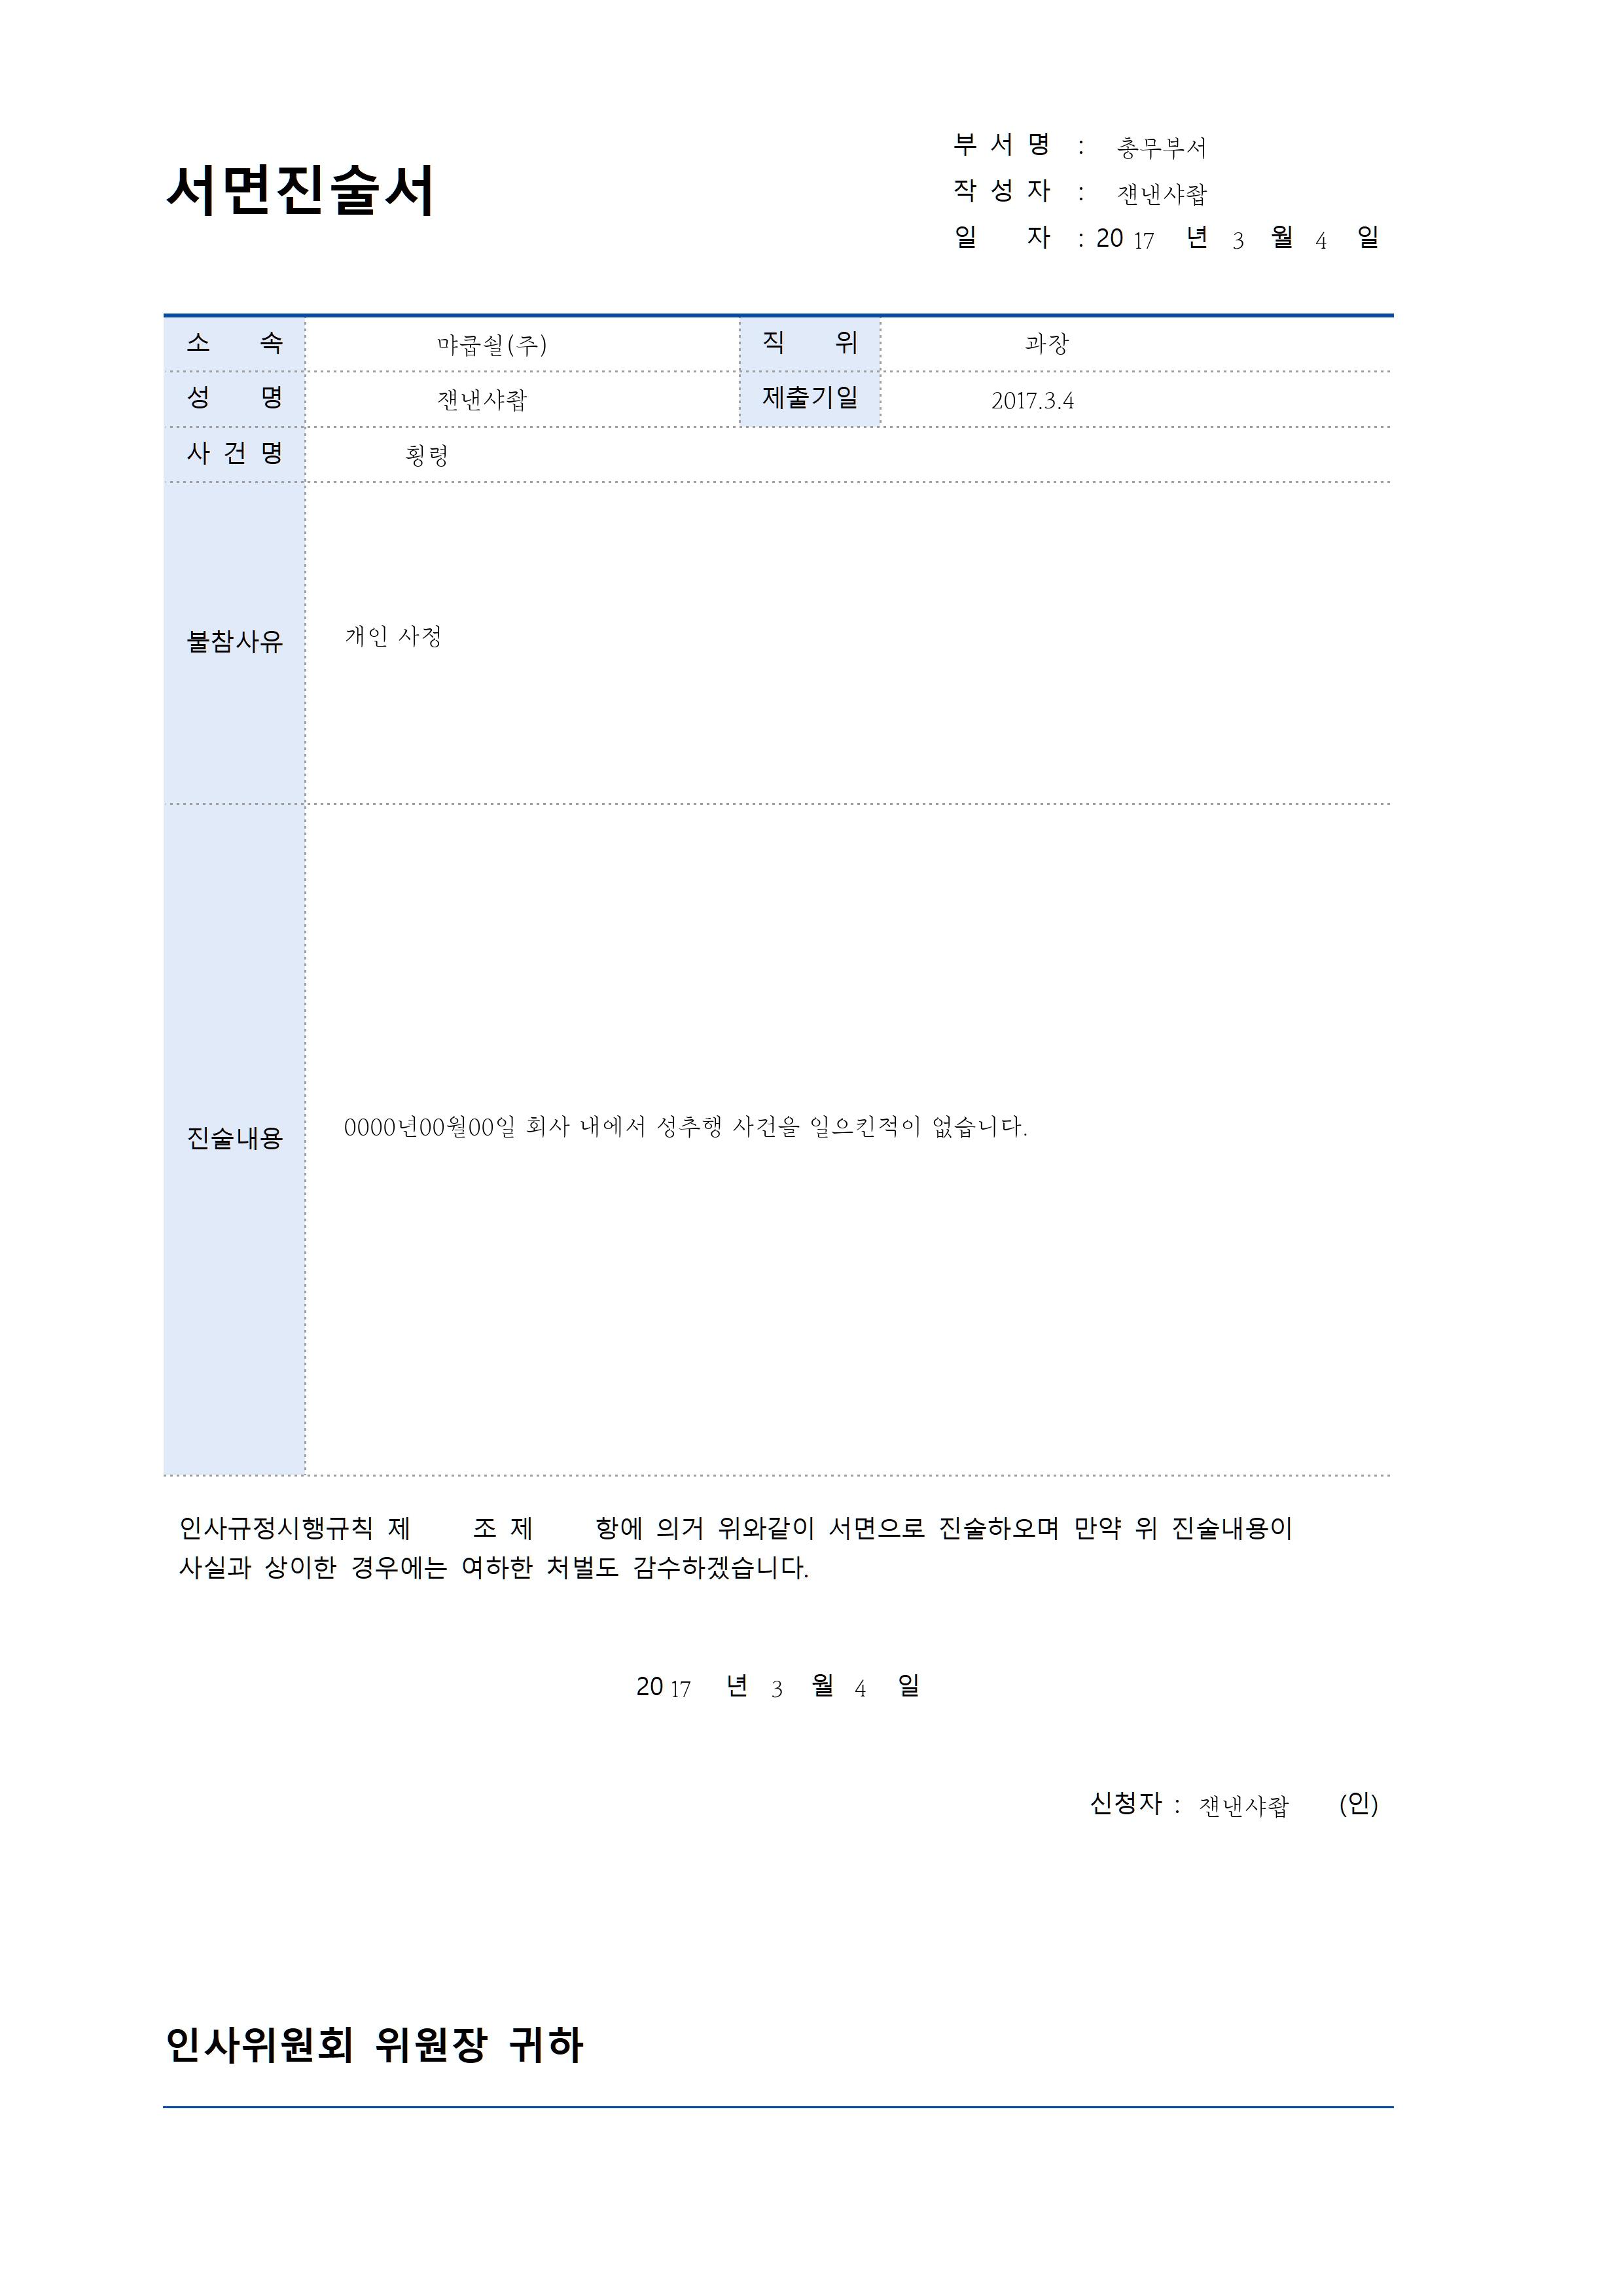 서면진술서
부 서 명 : 총무부서
작 성 자 : 쟨낸샤좚
일 자 : 20 17 년 3 월 4 일
소 속 먀쿱쇨(주) 직 위 과장
성 명 쟨낸샤좚 제출기일 2017.3.4
사 건 명 횡령
불참사유 개인 사정
진술내용 0000년00월00일 회사 내에서 성추행 사건을 일으킨적이 없습니다.
인사규정시행규칙 제 조 제 항에 의거 위와같이 서면으로 진술하오며 만약 위 진술내용이
사실과 상이한 경우에는 여하한 처벌도 감수하겠습니다.
20 17 년 3 월 4 일
신청자 : 쟨낸샤좚 (인)
인사위원회 위원장 귀하